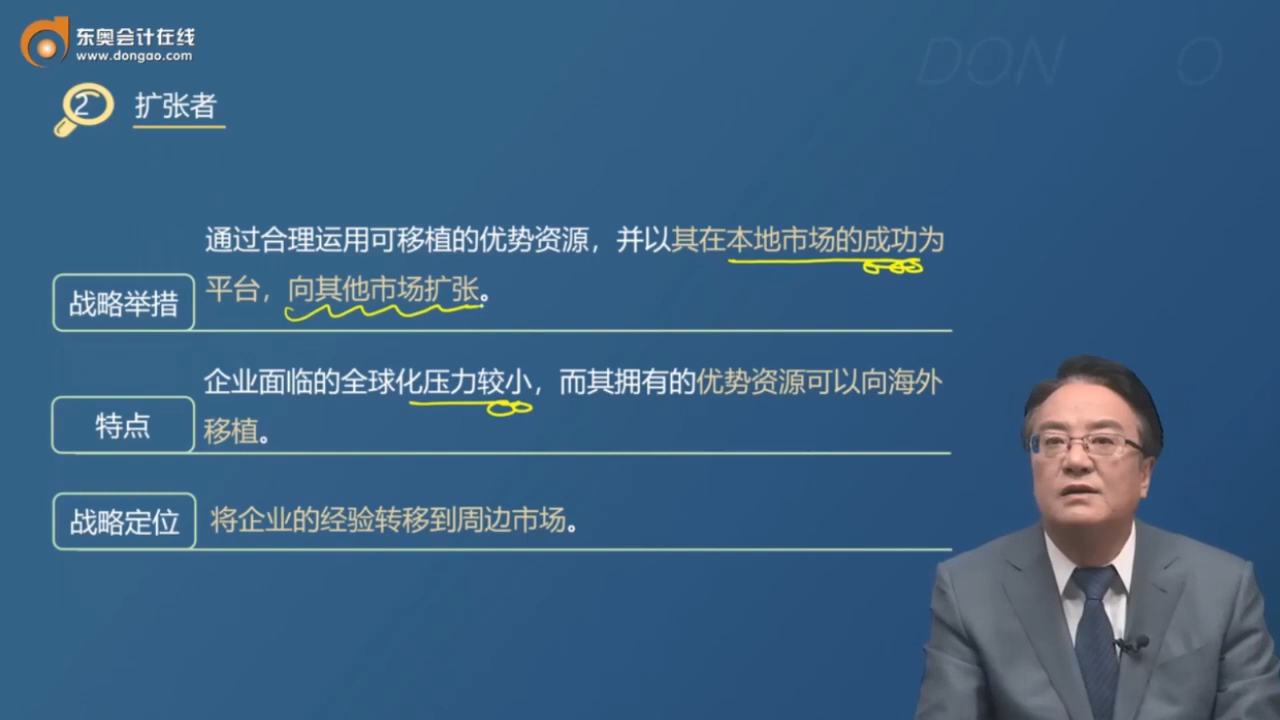 东奥会计在线
www.dongao.com
DON O
2 扩张者
通过合理运用可移植的优势资源，并以其在本地市场的成功为
平台，向其他市场扩张。
战略举措
企业面临的全球化压力较小，而其拥有的优势资源可以向海外
移植。
特点
战略定位
将企业的经验转移到周边市场。